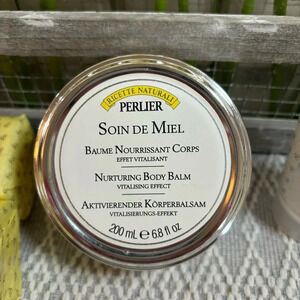 RICETTE NATURALI
PERLIER
SOIN DE MIEL
BAUME NOURRISSANT CORPS
EFFET VITALISANT
NURTURING BODY BALM
VITALISING EFFECT
AKTIVIERENDER KÖRPERBALSAM
VITALISIERUNGS-EFFEKT
200 mL ℮ 6.8 fl oz